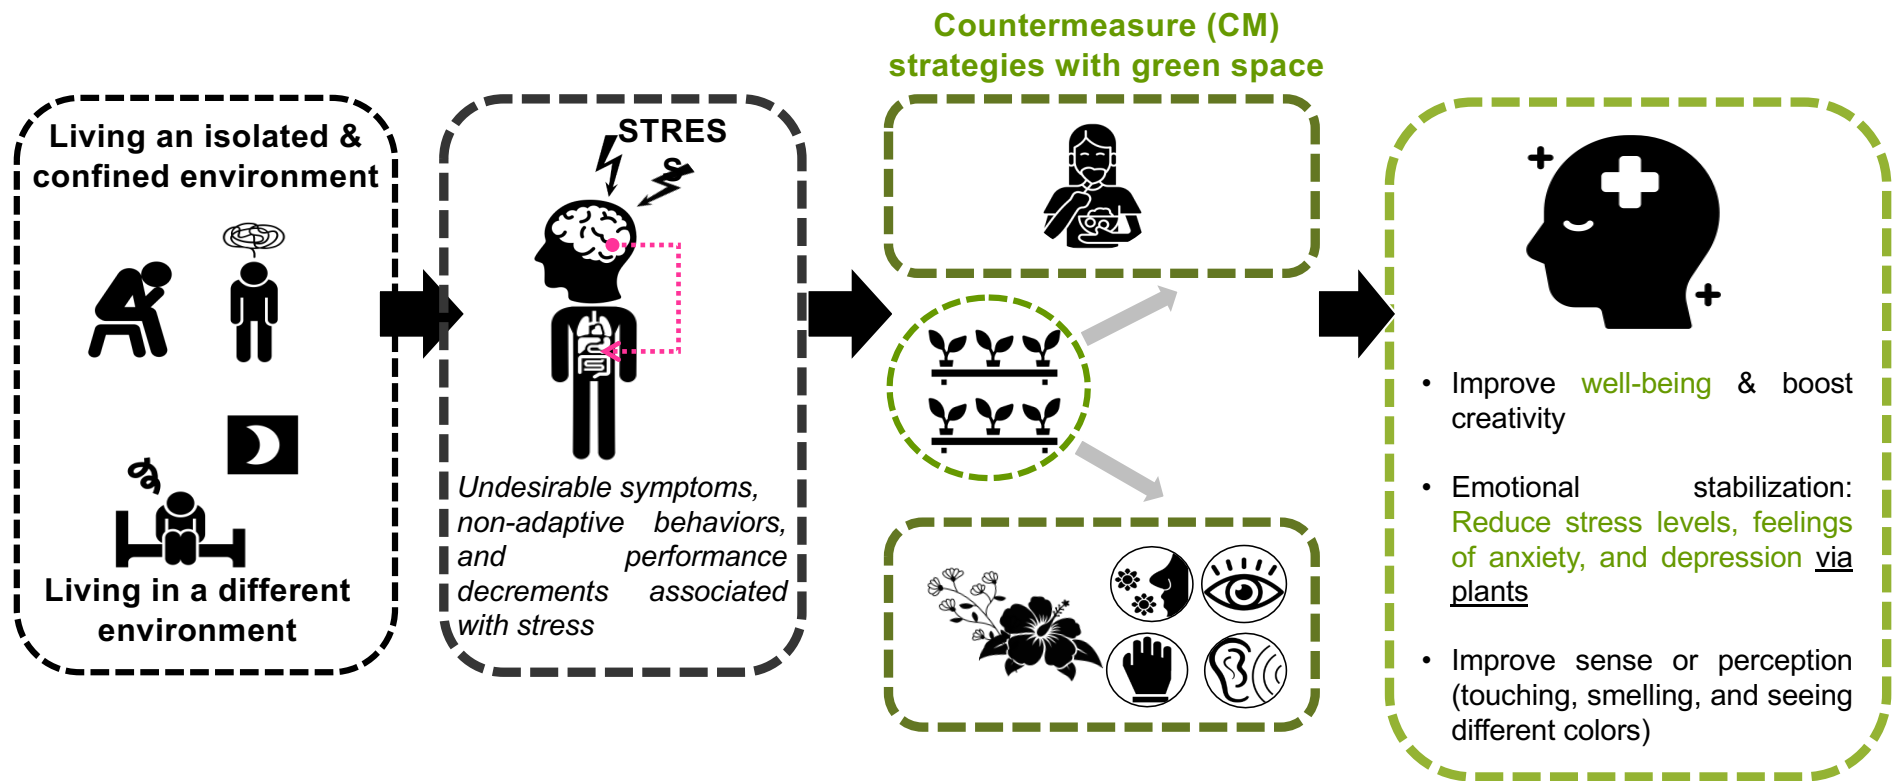 Living an isolated &
confined environment
Living in a different
environment
STRES
S
Undesirable symptoms,
non-adaptive behaviors,
and performance
decrements associated
with stress
Countermeasure (CM)
strategies with green space
• Improve well-being & boost
creativity
• Emotional stabilization:
Reduce stress levels, feelings
of anxiety, and depression via
plants
• Improve sense or perception
(touching, smelling, and seeing
different colors)